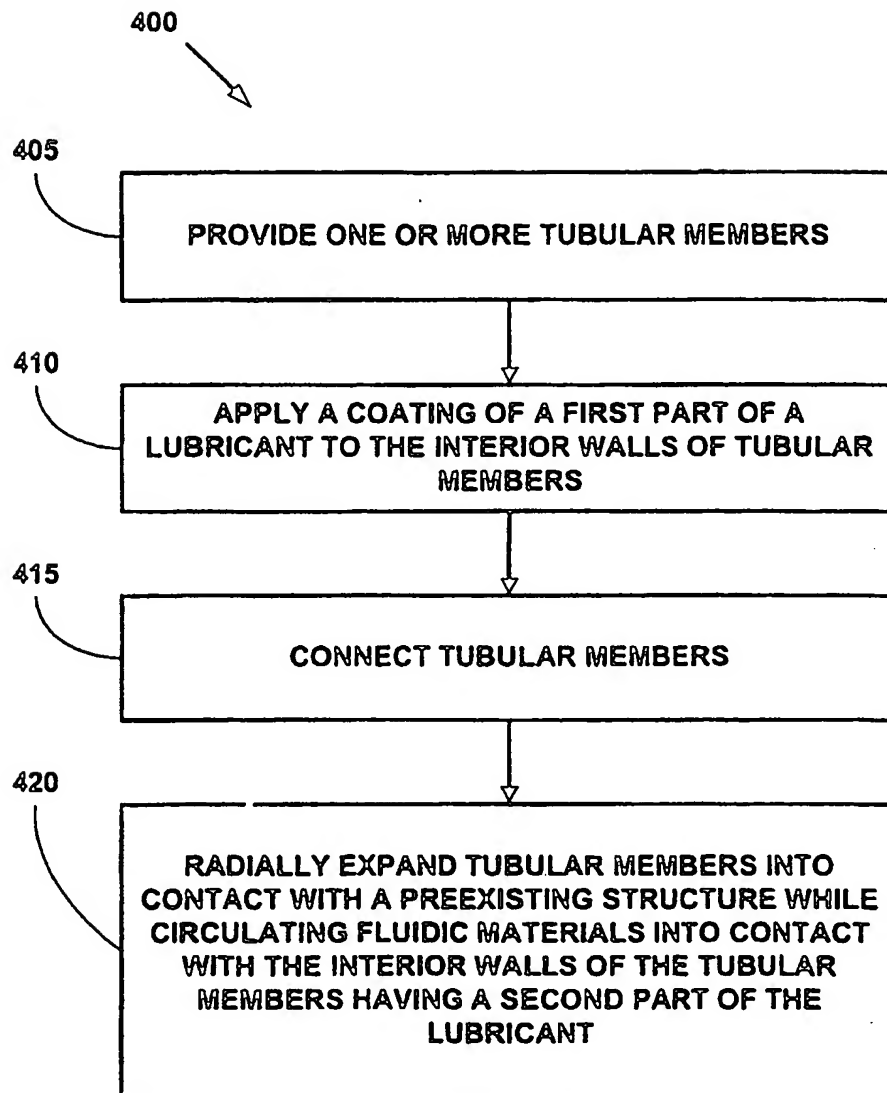 400
405
PROVIDE ONE OR MORE TUBULAR MEMBERS
410
APPLY A COATING OF A FIRST PART OF A
LUBRICANT TO THE INTERIOR WALLS OF TUBULAR
MEMBERS
415
CONNECT TUBULAR MEMBERS
420
RADIALLY EXPAND TUBULAR MEMBERS INTO
CONTACT WITH A PREEXISTING STRUCTURE WHILE
CIRCULATING FLUIDIC MATERIALS INTO CONTACT
WITH THE INTERIOR WALLS OF THE TUBULAR
MEMBERS HAVING A SECOND PART OF THE
LUBRICANT